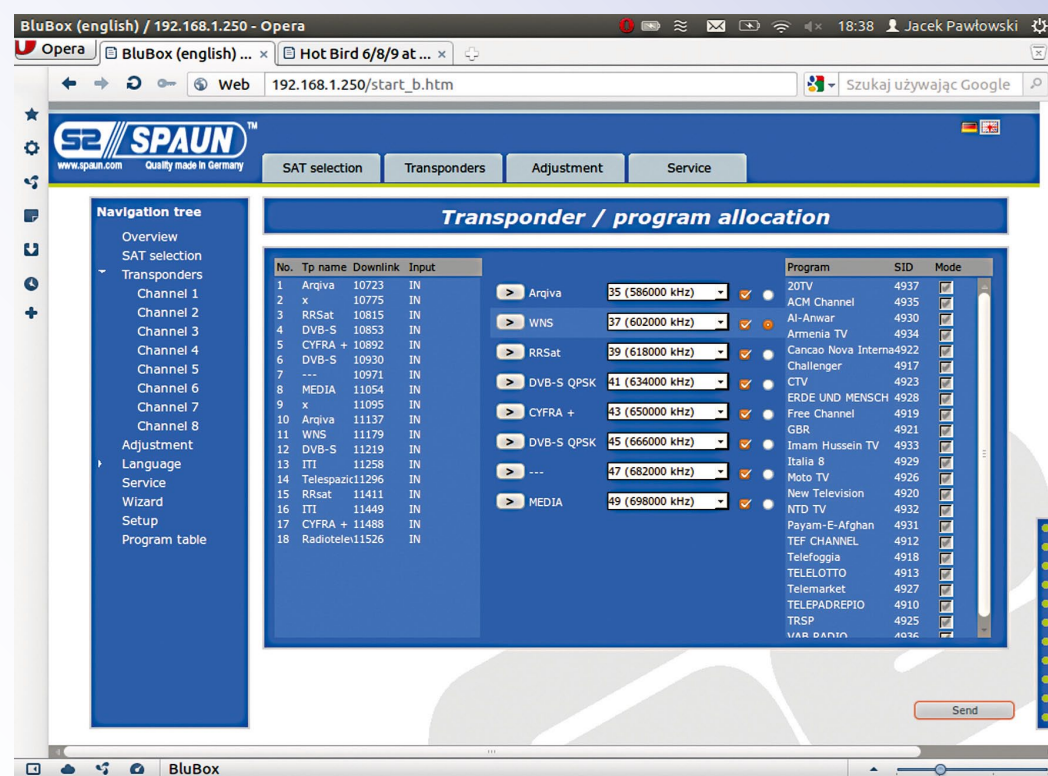 BluBox (english) / 192.168.1.250 - Opera
18:38 Jacek Pawłowski
Opera
BluBox (english) ... ×
Hot Bird 6/8/9 at ... ×
Web 192.168.1.250/start_b.htm
Szukaj używając Google
SPAUN TM
www.spaun.com Quality made in Germany
SAT selection Transponders Adjustment Service
Navigation tree
Overview
SAT selection
Transponders
Channel 1
Channel 2
Channel 3
Channel 4
Channel 5
Channel 6
Channel 7
Channel 8
Adjustment
Language
Service
Wizard
Setup
Program table
Transponder / program allocation
No. Tp name Downlink Input
1 Arqiva 10723 IN
2 x 10775 IN
3 RRSat 10815 IN
4 DVB-S 10853 IN
5 CYFRA + 10892 IN
6 DVB-S 10930 IN
7 --- 10971 IN
8 MEDIA 11054 IN
9 x 11095 IN
10 Arqiva 11137 IN
11 WNS 11179 IN
12 DVB-S 11219 IN
13 ITI 11258 IN
14 Telespazic 11296 IN
15 RRsat 11411 IN
16 ITI 11449 IN
17 CYFRA + 11488 IN
18 Radiotele 11526 IN
> Arqiva 35 (586000 kHz)
> WNS 37 (602000 kHz)
> RRSat 39 (618000 kHz)
> DVB-S QPSK 41 (634000 kHz)
> CYFRA + 43 (650000 kHz)
> DVB-S QPSK 45 (666000 kHz)
> --- 47 (682000 kHz)
> MEDIA 49 (698000 kHz)
Program SID Mode
20TV 4937
ACM Channel 4935
Al-Anwar 4930
Armenia TV 4934
Cancao Nova Interna 4922
Challenger 4917
CTV 4923
ERDE UND MENSCH 4928
Free Channel 4919
GBR 4921
Imam Hussein TV 4933
Italia 8 4929
Moto TV 4926
New Television 4920
NTD TV 4932
Payam-E-Afghan 4931
TEF CHANNEL 4912
Telefoggia 4918
TELELOTTO 4913
Telemarket 4927
TELEPADREPIO 4910
TRSP 4925
VAB RADIO 4936
Send
BluBox